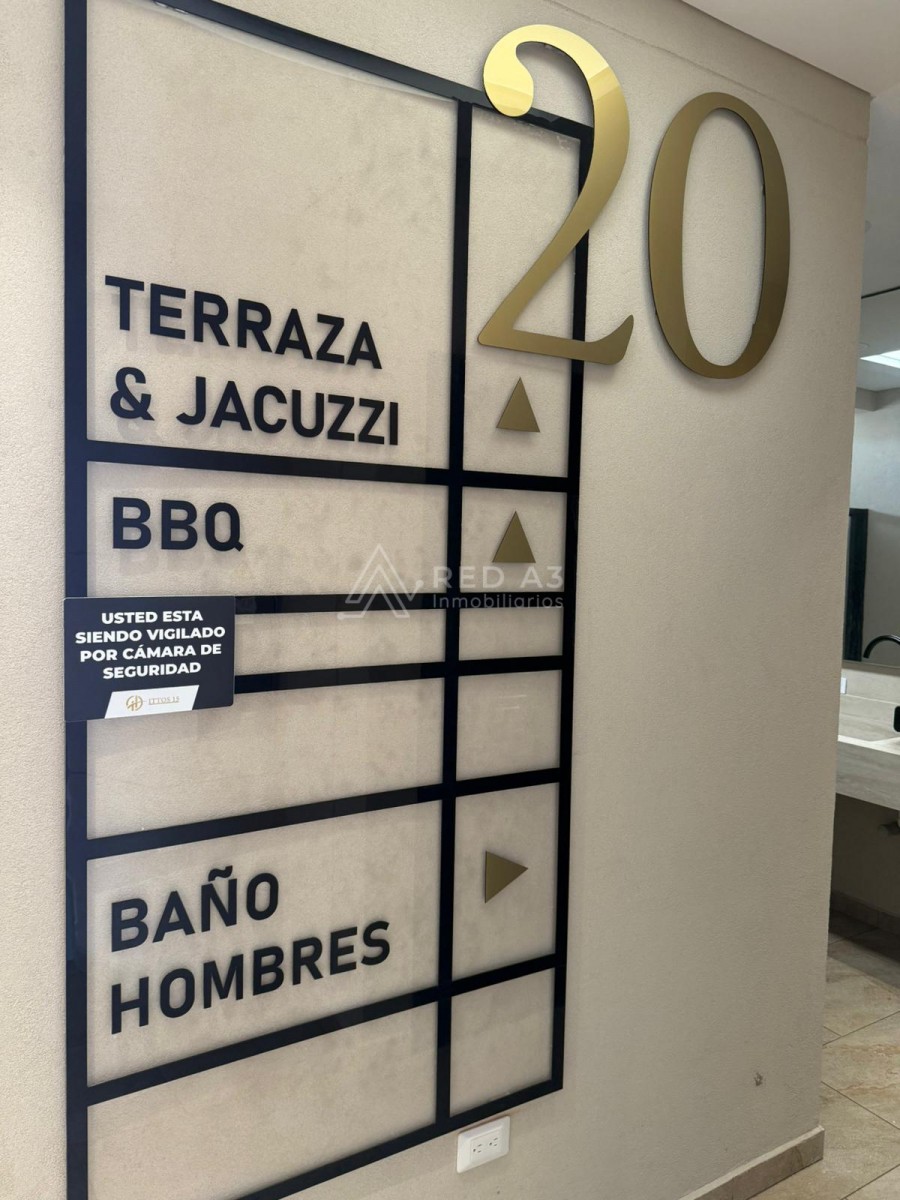 20
TERRAZA
& JACUZZI
BBQ
RED A3
Inmobiliarios
USTED ESTA
SIENDO VIGILADO
POR CÁMARA DE
SEGURIDAD
BAÑO
HOMBRES